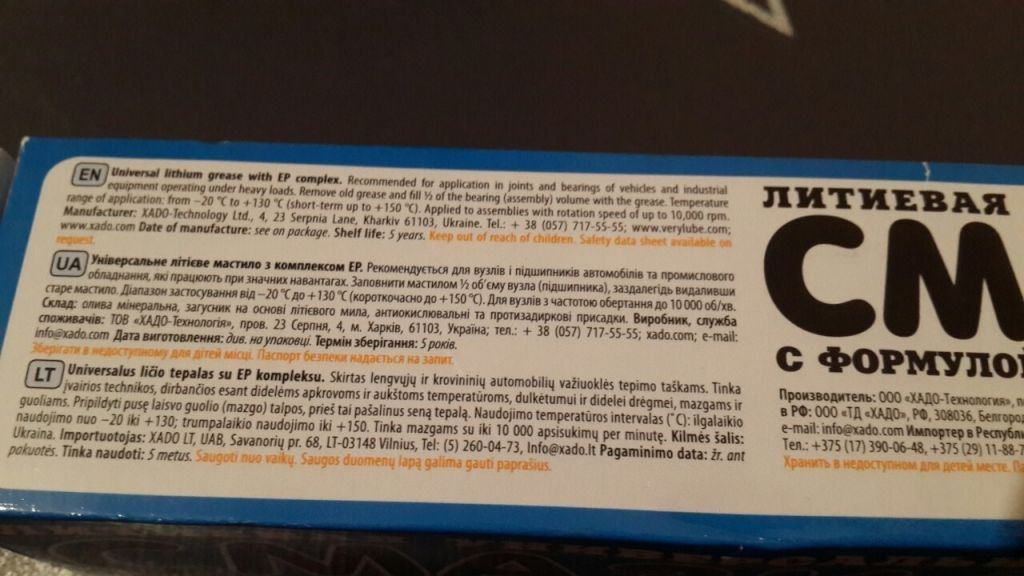 EN Universal lithium grease with EP complex. Recommended for application in joints and bearings of vehicles and industrial
equipment operating under heavy loads. Remove old grease and fill ½ of the bearing (assembly) volume with the grease. Temperature
range of application: from −20 °C to +130 °C (short-term up to +150 °C). Applied to assemblies with rotation speed of up to 10,000 rpm.
Manufacturer: XADO-Technology Ltd., 4, 23 Serpnia Lane, Kharkiv 61103, Ukraine. Tel.: + 38 (057) 717-55-55; www.verylube.com;
www.xado.com Date of manufacture: see on package. Shelf life: 5 years. Keep out of reach of children. Safety data sheet available on
request.
UA Універсальне літієве мастило з комплексом EP. Рекомендується для вузлів і підшипників автомобілів та промислового
обладнання, які працюють при значних навантагах. Заповнити мастилом ½ об'єму вузла (підшипника), заздалегідь видаливши
старе мастило. Діапазон застосування від −20 °C до +130 °C (короткочасно до +150 °C). Для вузлів з частотою обертання до 10 000 об/хв.
Склад: олива мінеральна, загусник на основі літієвого мила, антиокислювальні та протизадиркові присадки. Виробник, служба
споживачів: ТОВ «ХАДО-Технологія», пров. 23 Серпня, 4, м. Харків, 61103, Україна; тел.: + 38 (057) 717-55-55; xado.com; e-mail:
info@xado.com Дата виготовлення: див. на упаковці. Термін зберігання: 5 років.
Зберігати в недоступному для дітей місці. Паспорт безпеки надається на запит.
LT Universalus ličio tepalas su EP kompleksu. Skirtas lengvųjų ir krovininių automobilių važiuoklės tepimo taškams. Tinka
įvairios technikos, dirbančios esant didelėms apkrovoms ir aukštoms temperatūroms, dulkėtumui ir didelei drėgmei, mazgams ir
guoliams. Pripildyti pusę laisvo guolio (mazgo) talpos, prieš tai pašalinus seną tepalą. Naudojimo temperatūros intervalas (˚C): ilgalaikio
naudojimo nuo −20 iki +130; trumpalaikio naudojimo iki +150. Tinka mazgams su iki 10 000 apsisukimų per minutę. Kilmės šalis:
Ukraina. Importuotojas: XADO LT, UAB, Savanorių pr. 68, LT-03148 Vilnius, Tel: (5) 260-04-73, Info@xado.lt Pagaminimo data: žr. ant
pakuotės. Tinka naudoti: 5 metus. Saugoti nuo vaikų. Saugos duomenų lapą galima gauti paprašius.
ЛИТИЕВАЯ
СМ
С ФОРМУЛО
Производитель: ООО «ХАДО-Технология»,
в РФ: ООО «ТД «ХАДО», РФ, 308036, Белгород
e-mail: info@xado.com Импортер в Республи
Тел.: +375 (17) 390-06-48, +375 (29) 11-88-7
Хранить в недоступном для детей месте.